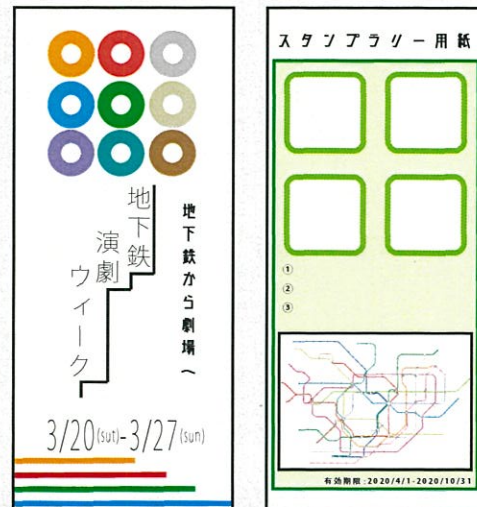 地下鉄
演劇
ウィーク
地下鉄から劇場へ
3/20(sut)-3/27(sun)
スタンプラリー用紙
①
②
③
有効期限:2020/4/1-2020/10/31